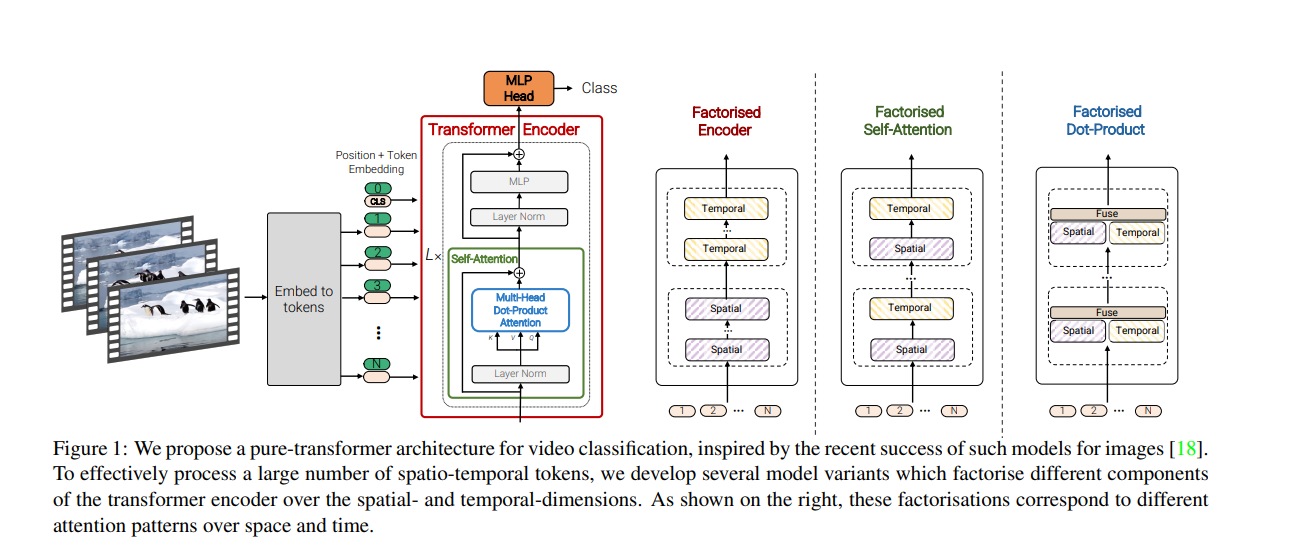 MLP
Head
Class
Transformer Encoder
Position + Token
Embedding
0
CLS
1
2
3
N
Embed to
tokens
L×
MLP
Layer Norm
Self-Attention
Multi-Head
Dot-Product
Attention
K V Q
Layer Norm
Factorised
Encoder
Temporal
...
Temporal
Spatial
...
Spatial
1 2 ... N
Factorised
Self-Attention
Temporal
Spatial
...
Temporal
Spatial
1 2 ... N
Factorised
Dot-Product
Fuse
Spatial Temporal
...
Fuse
Spatial Temporal
1 2 ... N
Figure 1: We propose a pure-transformer architecture for video classification, inspired by the recent success of such models for images [18].
To effectively process a large number of spatio-temporal tokens, we develop several model variants which factorise different components
of the transformer encoder over the spatial- and temporal-dimensions. As shown on the right, these factorisations correspond to different
attention patterns over space and time.